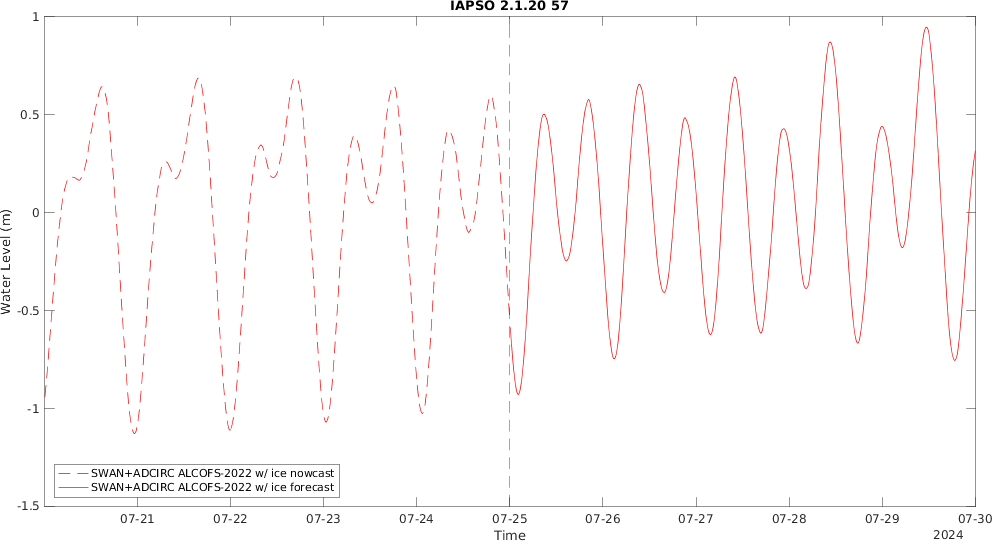 IAPSO 2.1.20 57
1
0.5
0
-0.5
-1
-1.5
Water Level (m)
SWAN+ADCIRC ALCOFS-2022 w/ ice nowcast
SWAN+ADCIRC ALCOFS-2022 w/ ice forecast
07-21 07-22 07-23 07-24 07-25 07-26 07-27 07-28 07-29 07-30
Time
2024